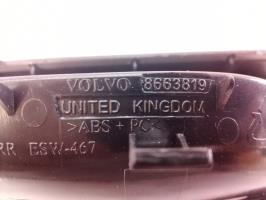 VOLVO 8663819
UNITED KINGDOM
>ABS + PC<
RR ESW-467